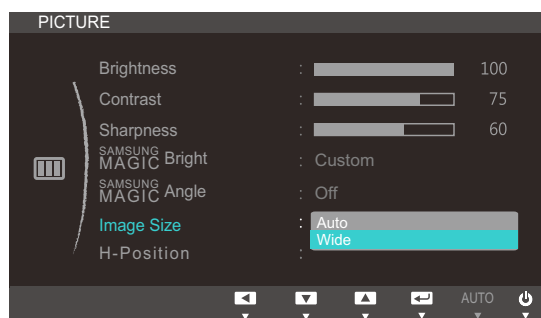 PICTURE
Brightness : 100
Contrast : 75
Sharpness : 60
SAMSUNG MAGIC Bright : Custom
SAMSUNG MAGIC Angle : Off
Image Size : Auto
Wide
H-Position :
AUTO